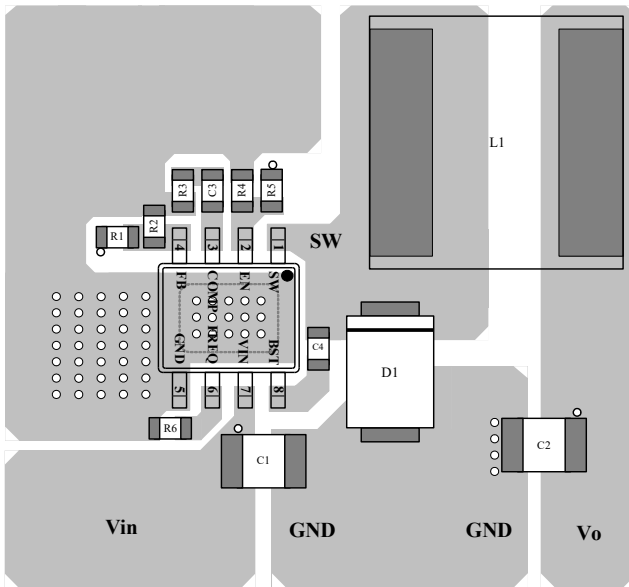 L1
R3
C3
R4
R5
R2
R1
SW
4
3
2
1
FB
COMP
EN
SW
GND
FREQ
VIN
BST
C4
D1
5
6
7
8
R6
C1
C2
Vin
GND
GND
Vo